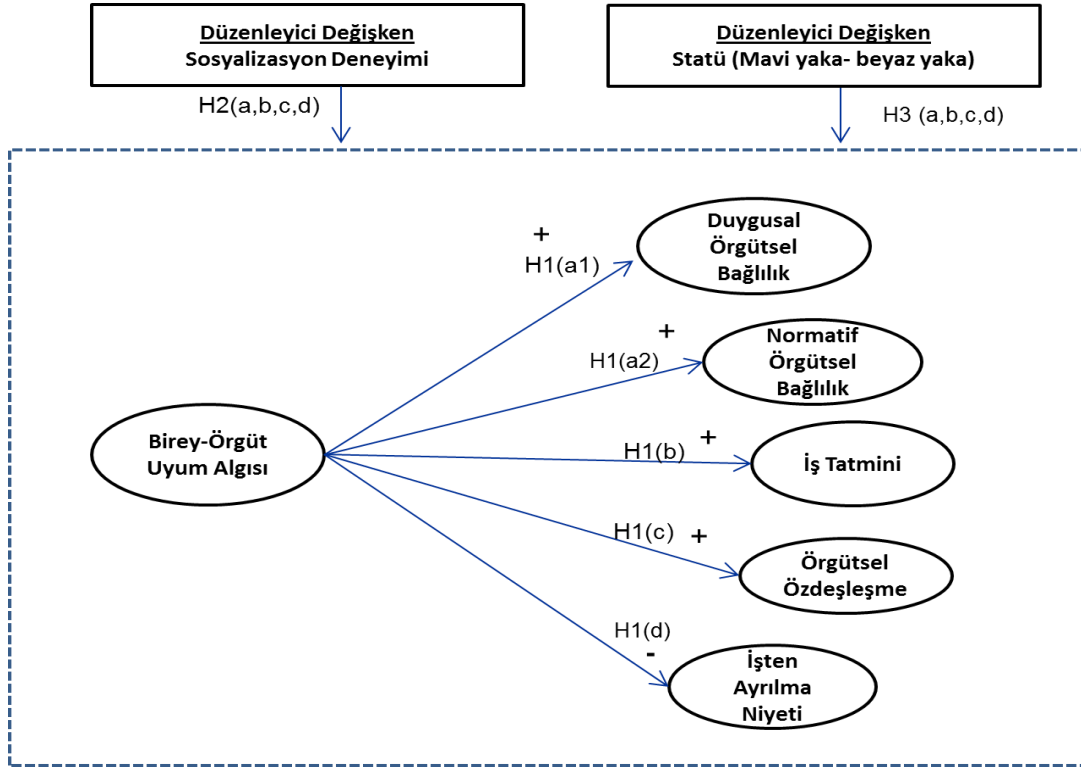 Düzenleyici Değişken
Sosyalizasyon Deneyimi
Düzenleyici Değişken
Statü (Mavi yaka- beyaz yaka)
H2(a,b,c,d)
H3 (a,b,c,d)
Duygusal
Örgütsel
Bağlılık
+
H1(a1)
Normatif
Örgütsel
Bağlılık
+
H1(a2)
Birey-Örgüt
Uyum Algısı
+
H1(b)
İş Tatmini
H1(c) +
Örgütsel
Özdeşleşme
H1(d)
-
İşten
Ayrılma
Niyeti